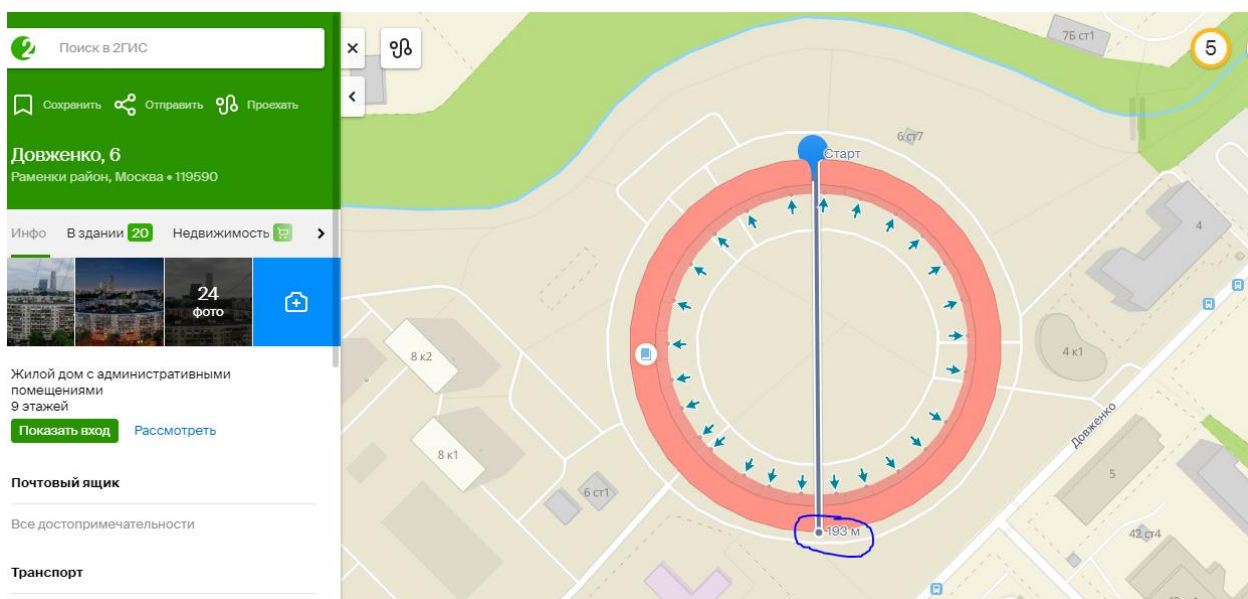 Поиск в 2ГИС
Сохранить Отправить Проехать
Довженко, 6
Раменки район, Москва • 119590
Инфо В здании 20 Недвижимость
24
фото
Жилой дом с административными
помещениями
9 этажей
Показать вход Рассмотреть
Почтовый ящик
Все достопримечательности
Транспорт
7Б ст1
5
6 ст7
Старт
4
8 к2
4 к1
Довженко
8 к1
5
6 ст1
193 м
42 ст4